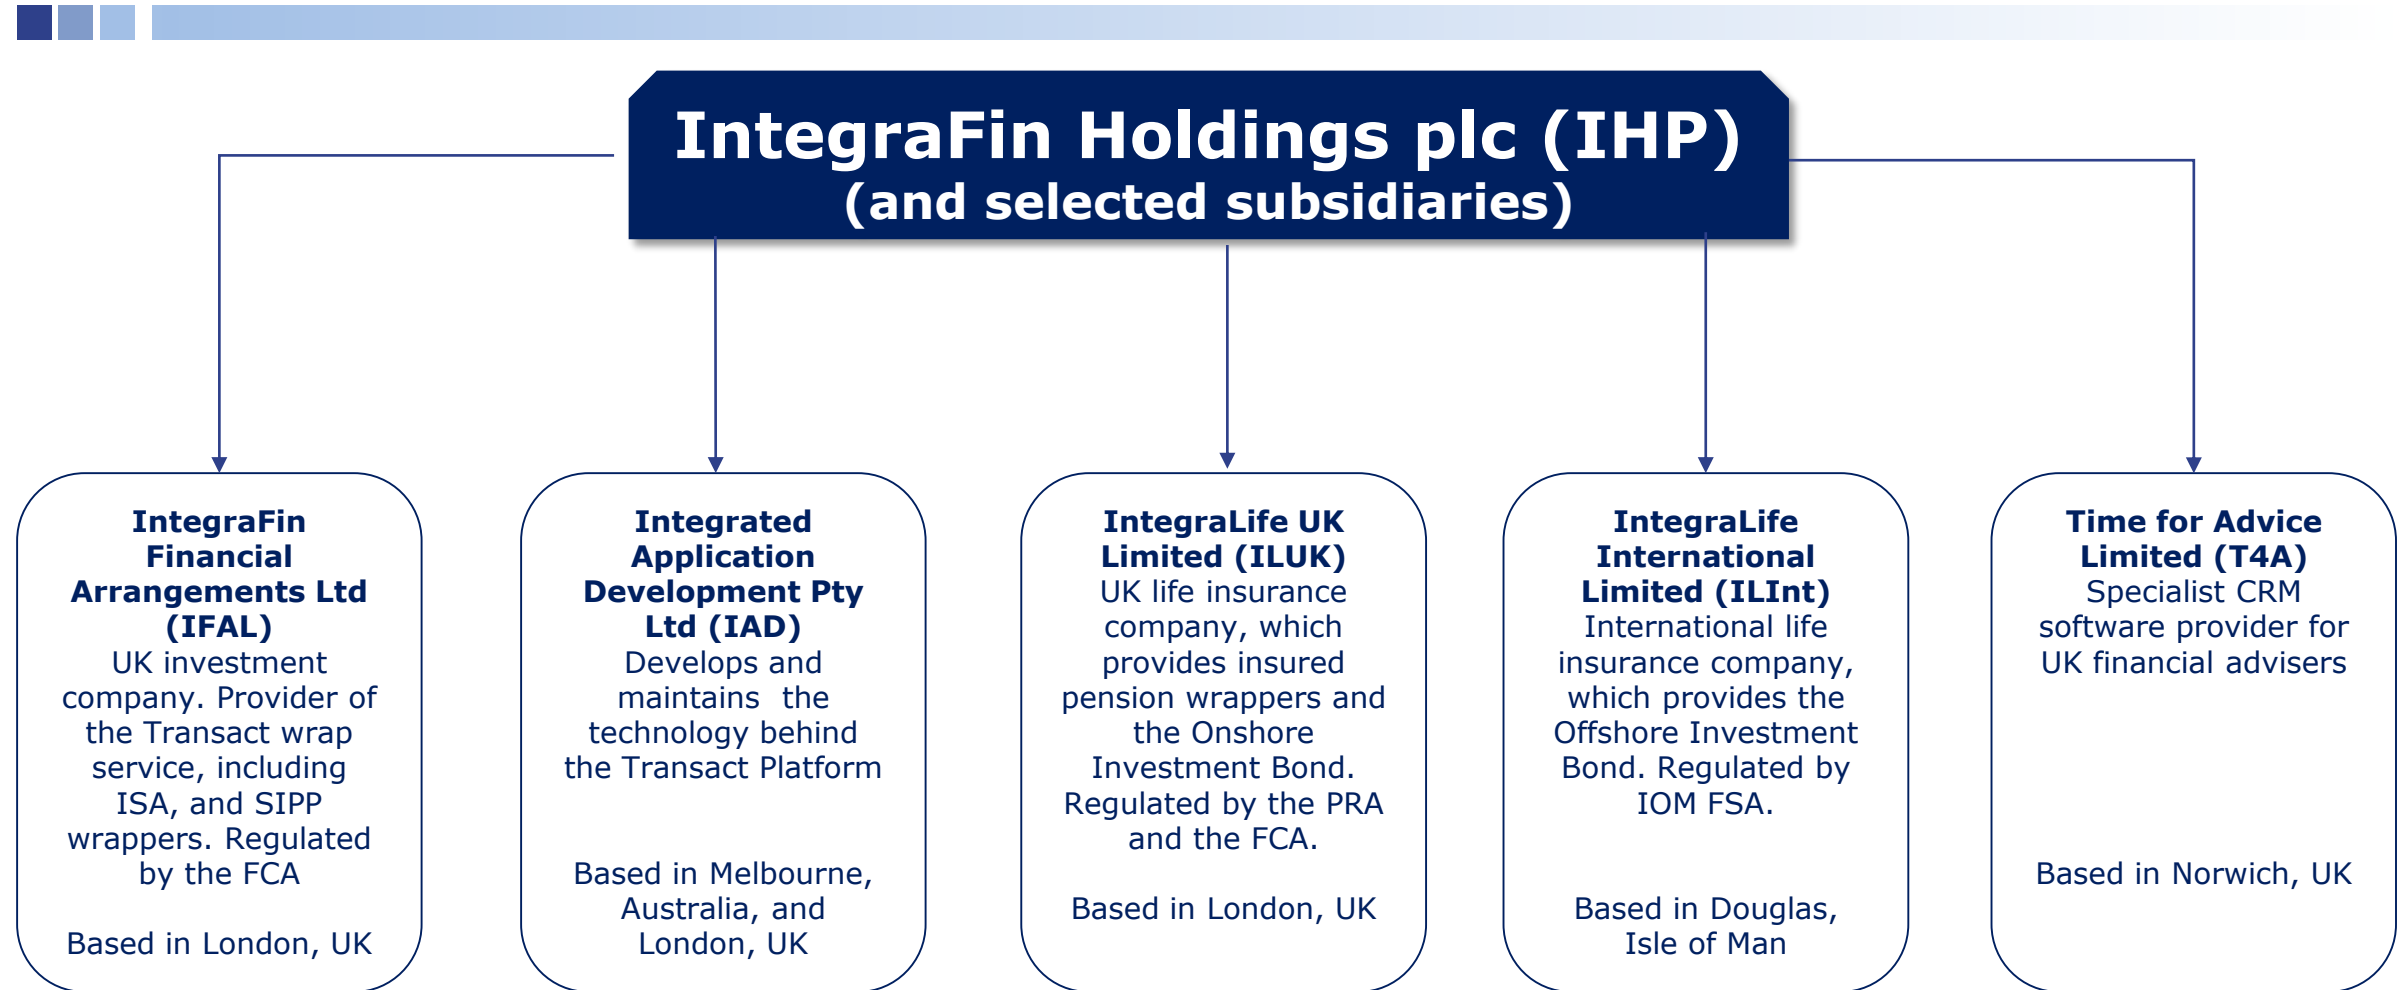 IntegraFin Holdings plc (IHP)
(and selected subsidiaries)
IntegraFin
Financial
Arrangements Ltd
(IFAL)
UK investment
company. Provider of
the Transact wrap
service, including
ISA, and SIPP
wrappers. Regulated
by the FCA
Based in London, UK
Integrated
Application
Development Pty
Ltd (IAD)
Develops and
maintains  the
technology behind
the Transact Platform
Based in Melbourne,
Australia, and
London, UK
IntegraLife UK
Limited (ILUK)
UK life insurance
company, which
provides insured
pension wrappers and
the Onshore
Investment Bond.
Regulated by the PRA
and the FCA.
Based in London, UK
IntegraLife
International
Limited (ILInt)
International life
insurance company,
which provides the
Offshore Investment
Bond. Regulated by
IOM FSA.
Based in Douglas,
Isle of Man
Time for Advice
Limited (T4A)
Specialist CRM
software provider for
UK financial advisers
Based in Norwich, UK